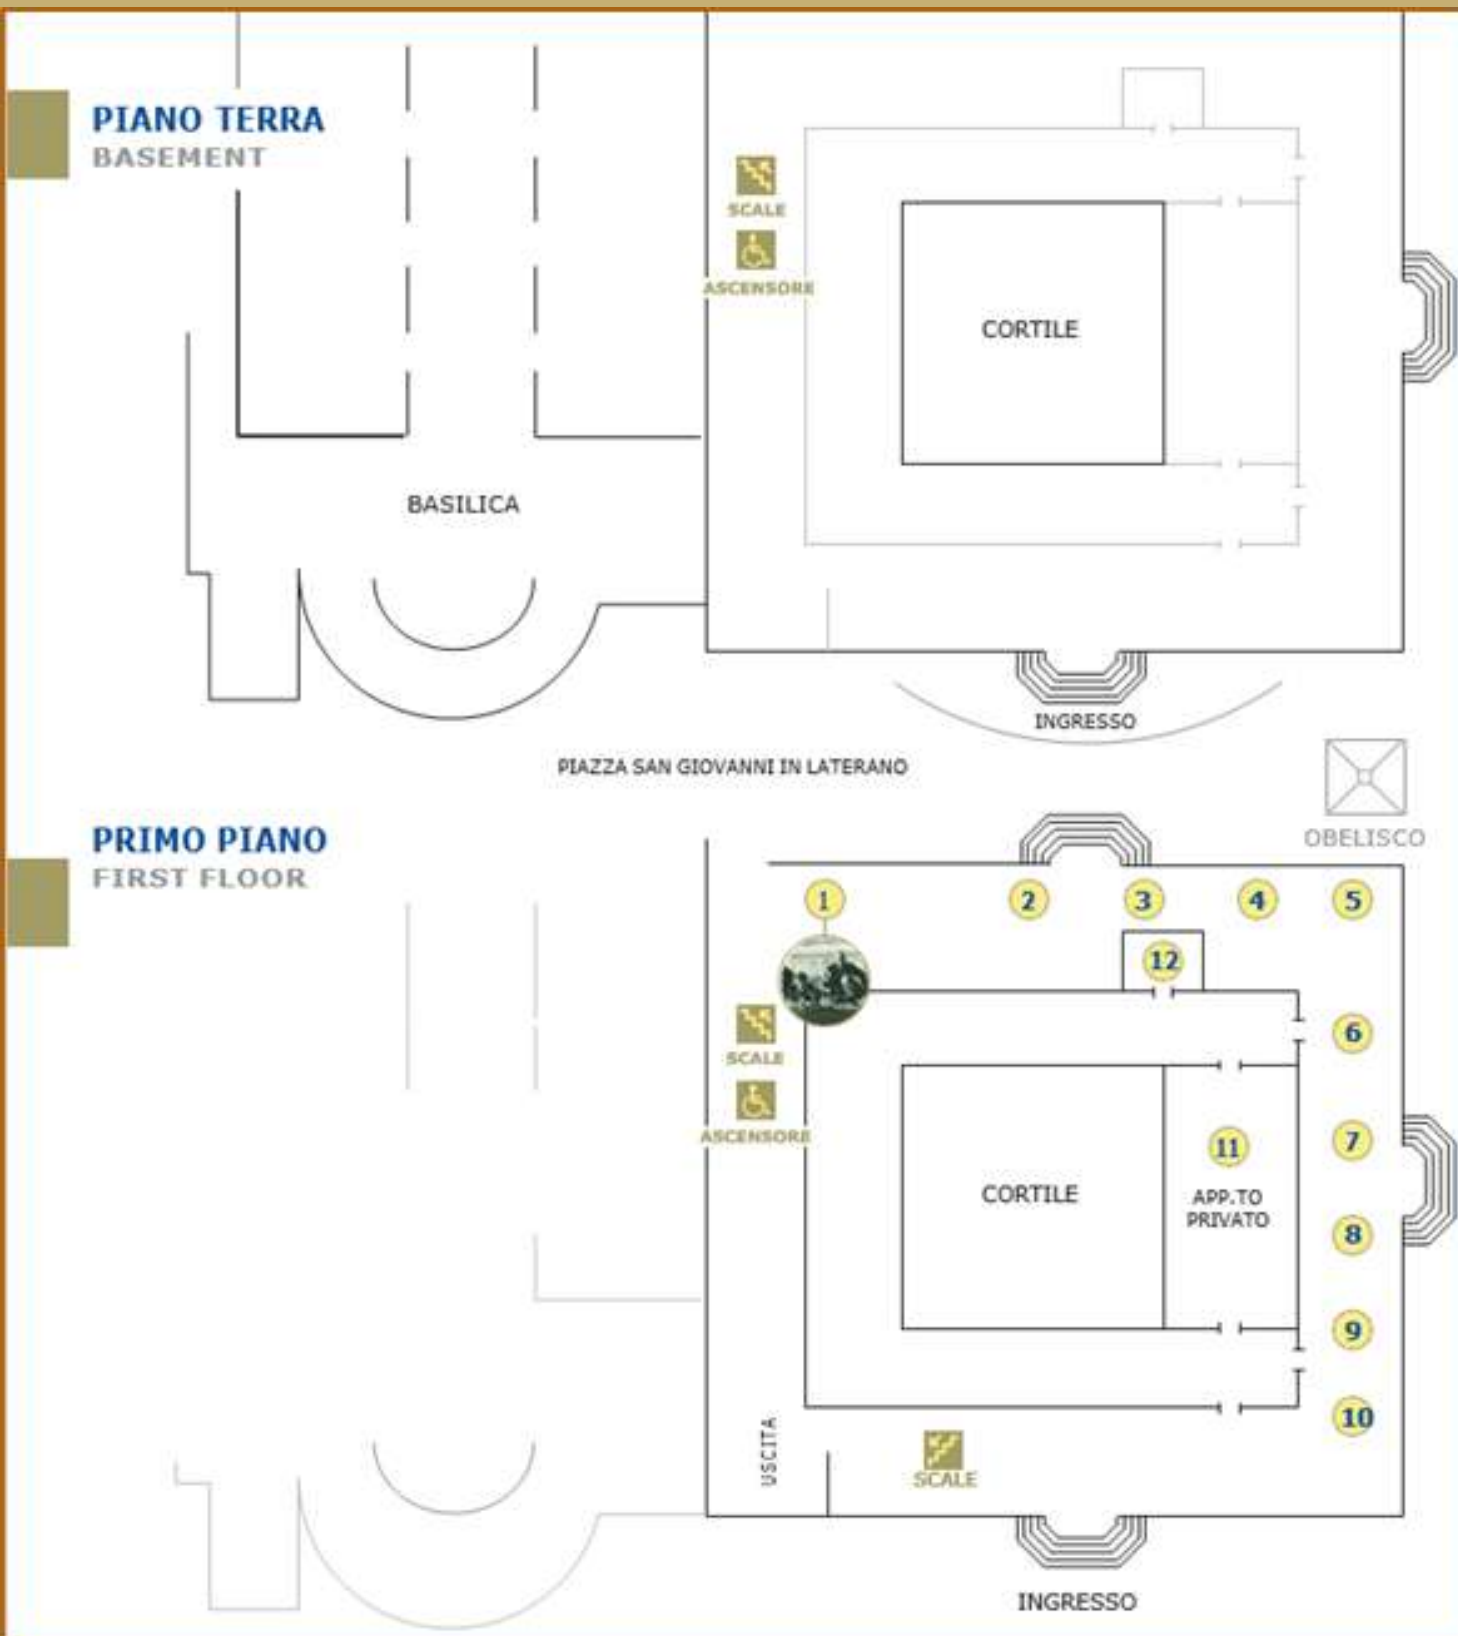 PIANO TERRA
BASEMENT
SCALE
ASCENSORE
CORTILE
BASILICA
INGRESSO
PIAZZA SAN GIOVANNI IN LATERANO
OBELISCO
PRIMO PIANO
FIRST FLOOR
1
2
3
4
5
12
6
SCALE
ASCENSORE
7
11
CORTILE
APP.TO
PRIVATO
8
9
10
USCITA
SCALE
INGRESSO